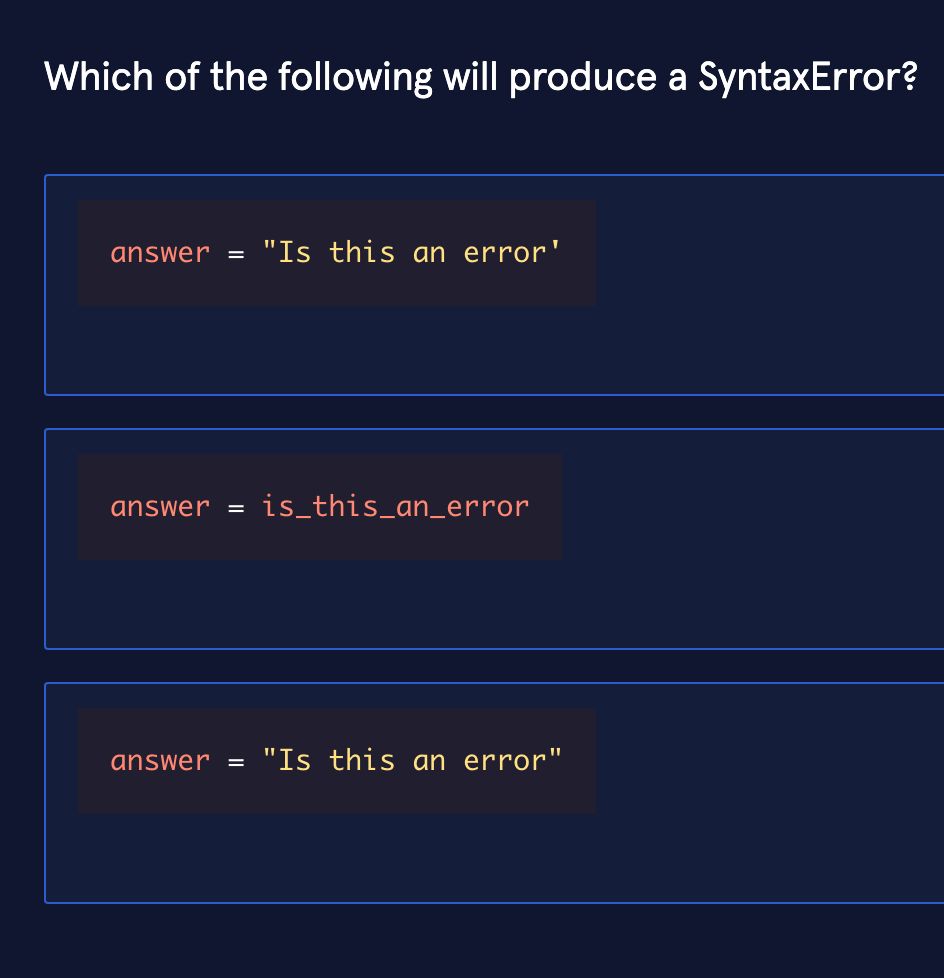 Which of the following will produce a SyntaxError?
answer = "Is this an error'
answer = is_this_an_error
answer = "Is this an error"